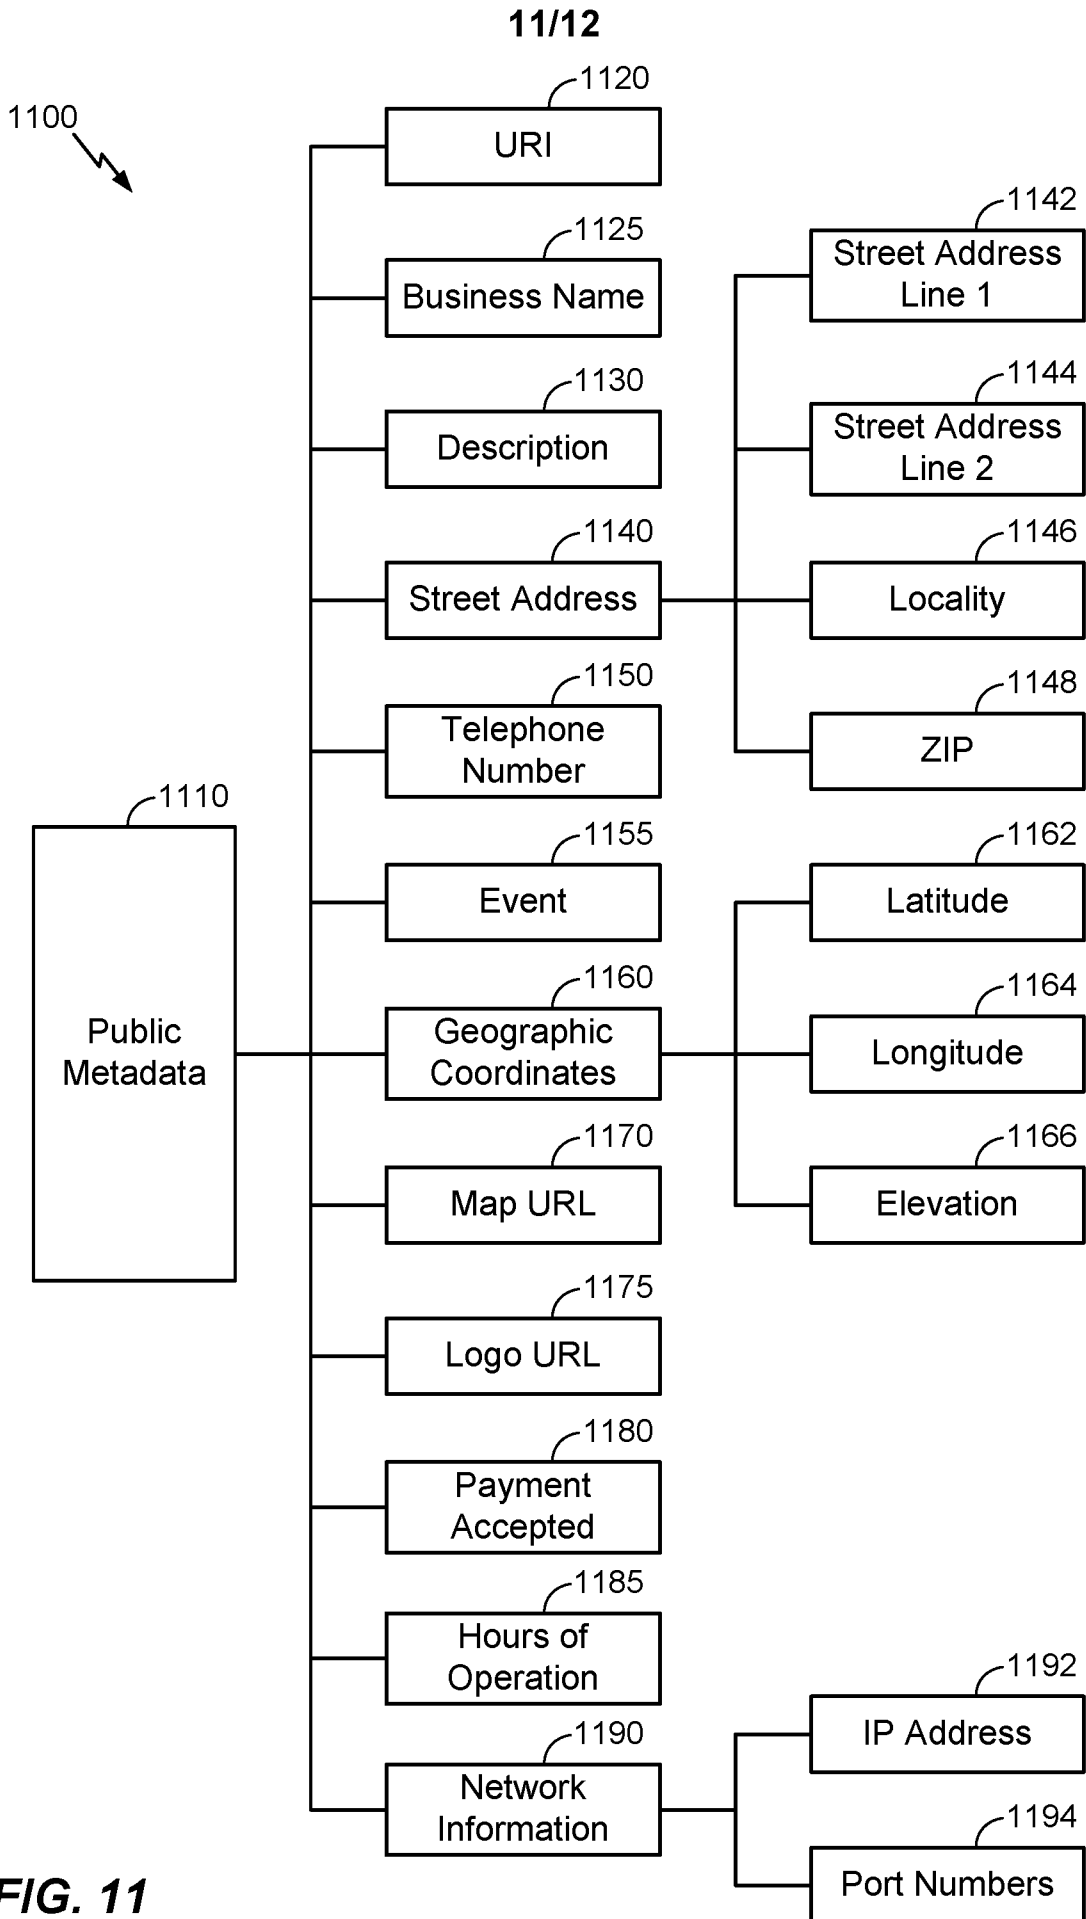 11/12
1100
1120
URI
1125
Business Name
1130
Description
1140
Street Address
1142
Street Address
Line 1
1144
Street Address
Line 2
1146
Locality
1148
ZIP
1150
Telephone
Number
1110
Public
Metadata
1155
Event
1160
Geographic
Coordinates
1162
Latitude
1164
Longitude
1166
Elevation
1170
Map URL
1175
Logo URL
1180
Payment
Accepted
1185
Hours of
Operation
1190
Network
Information
1192
IP Address
1194
Port Numbers
FIG. 11